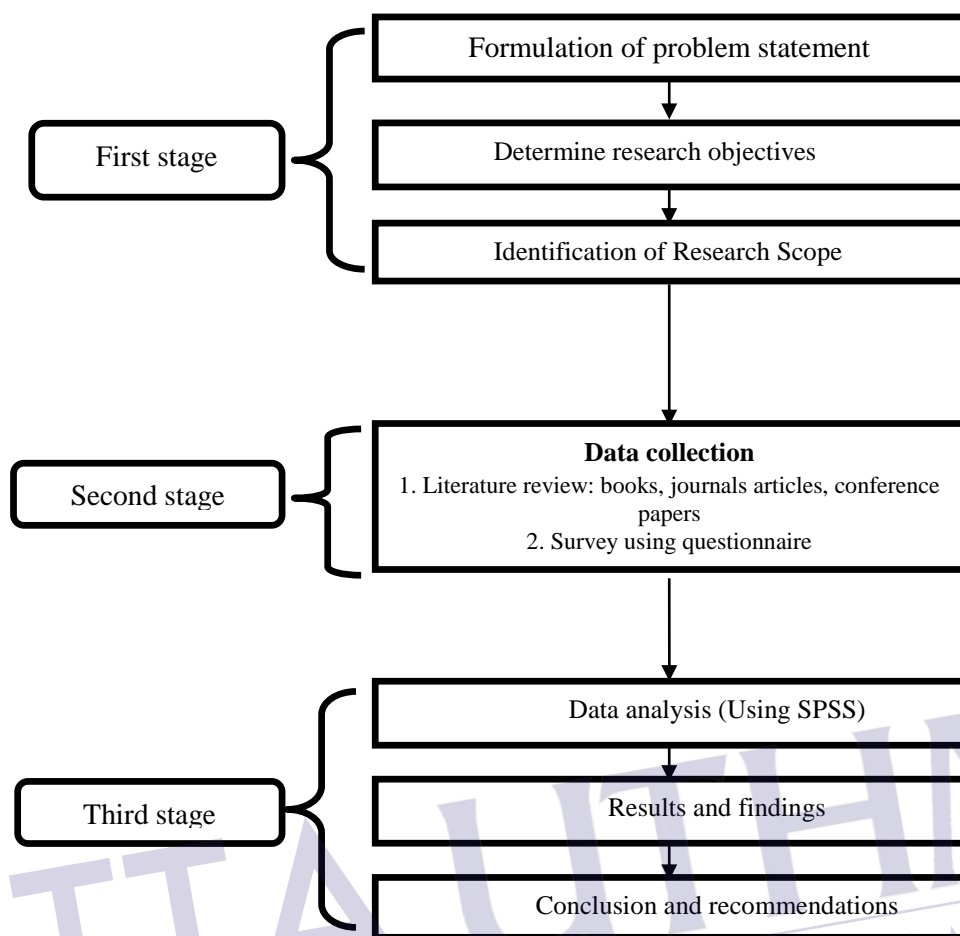 Formulation of problem statement
First stage
Determine research objectives
Identification of Research Scope
Data collection
Second stage
1. Literature review: books, journals articles, conference
papers
2. Survey using questionnaire
Data analysis (Using SPSS)
Third stage
Results and findings
Conclusion and recommendations